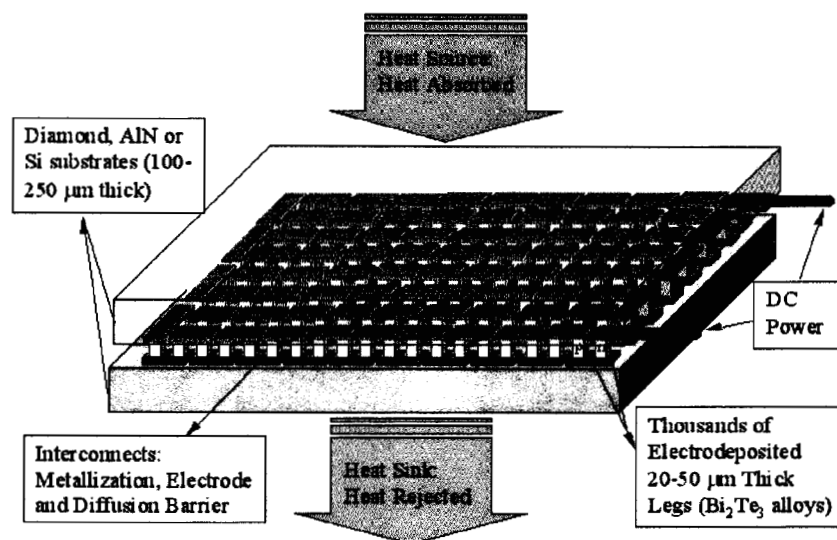 Heat Source:
Heat Absorbed
Diamond, AlN or
Si substrates (100-
250 μm thick)
DC
Power
Interconnects:
Metallization, Electrode
and Diffusion Barrier
Heat Sink:
Heat Rejected
Thousands of
Electrodeposited
20-50 μm Thick
Legs (Bi₂Te₃ alloys)